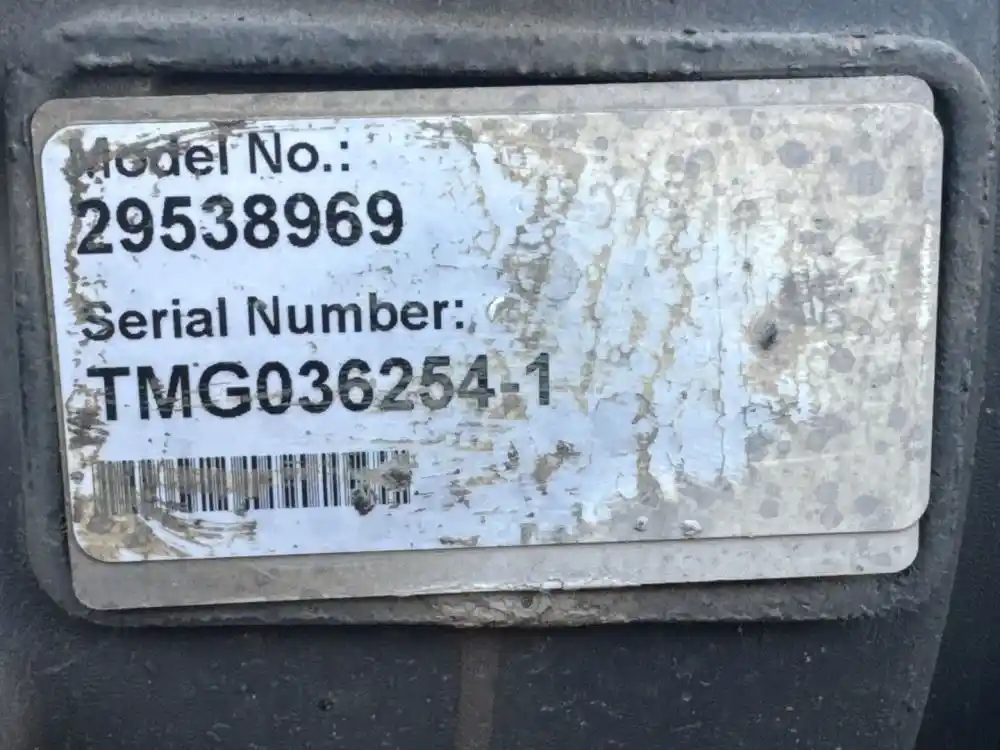 Model No.:
29538969
Serial Number:
TMG036254-1